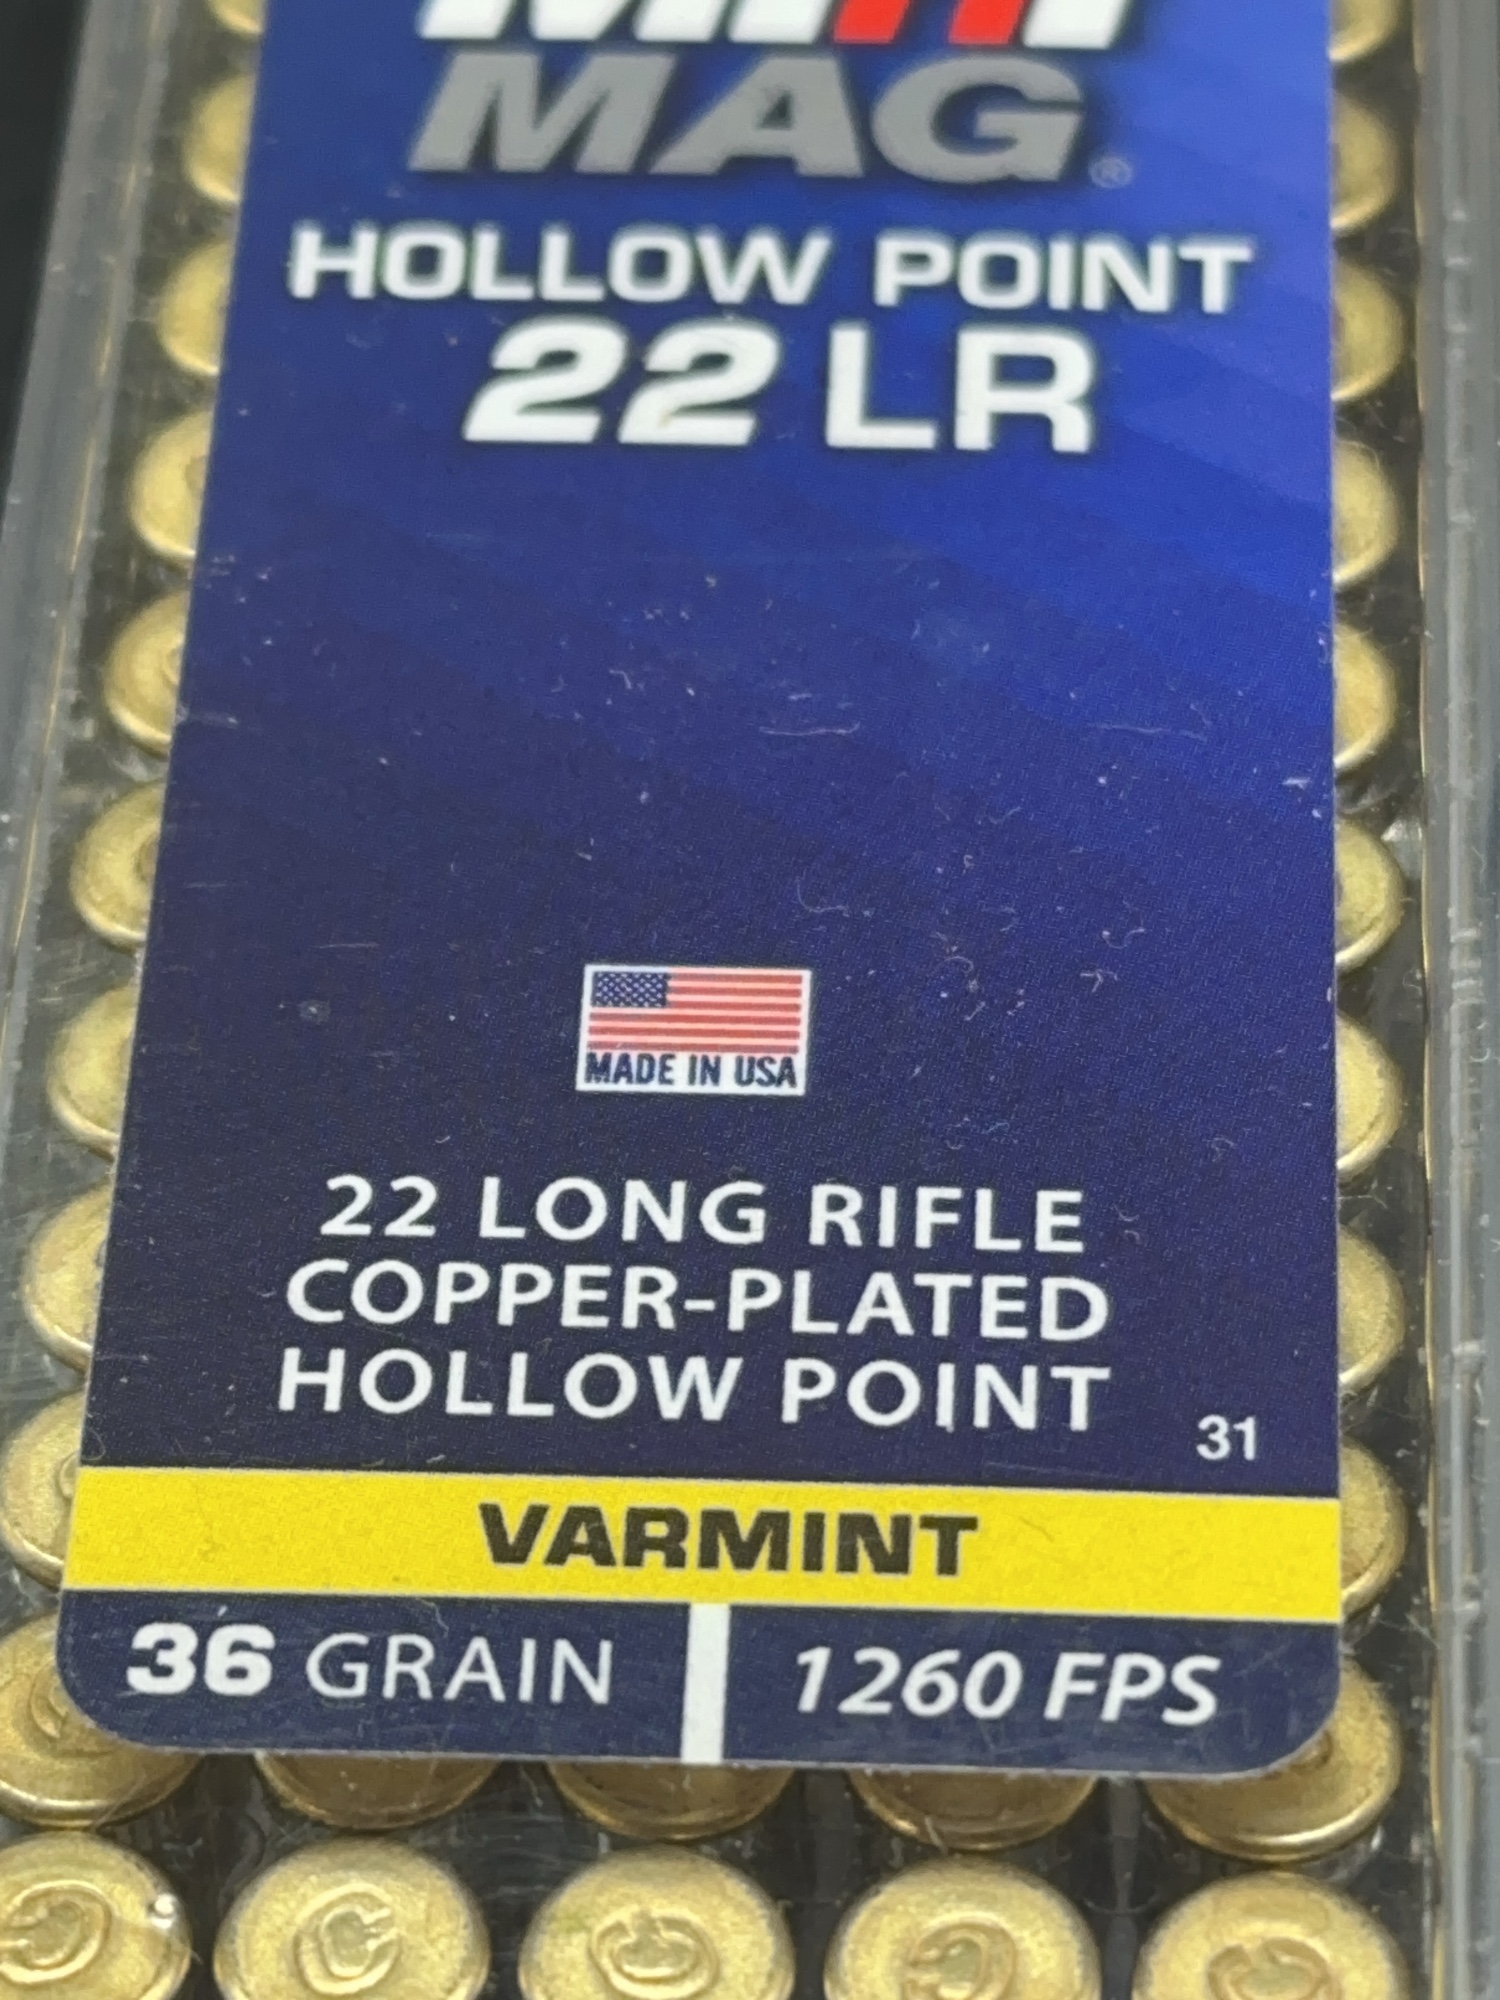 Mini
MAG®
HOLLOW POINT
22 LR
MADE IN USA
22 LONG RIFLE
COPPER-PLATED
HOLLOW POINT
31
VARMINT
36 GRAIN 1260 FPS
C C C C C